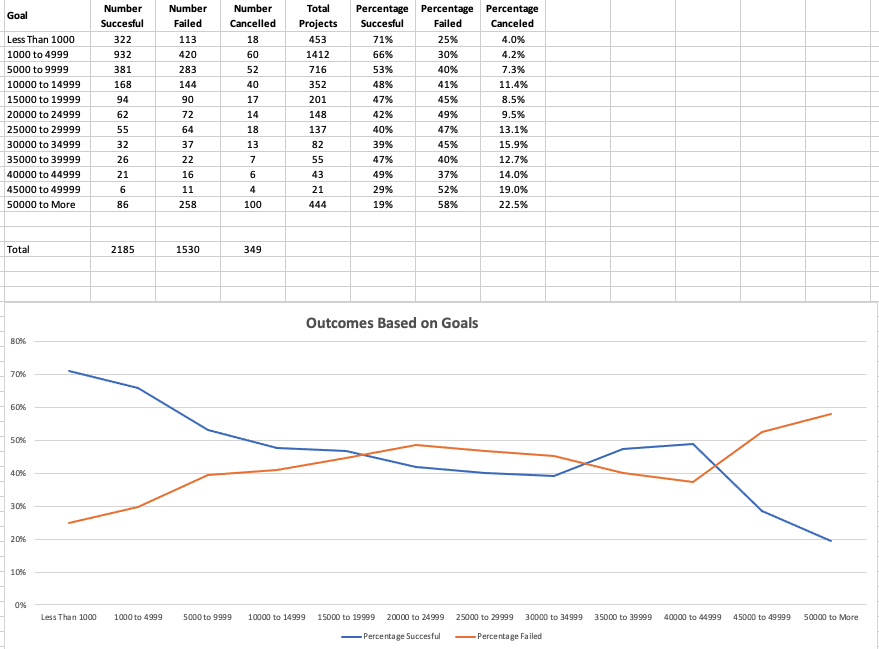 Goal Number Succesful Number Failed Number Cancelled Total Projects Percentage Succesful Percentage Failed Percentage Canceled
Less Than 1000 322 113 18 453 71% 25% 4.0%
1000 to 4999 932 420 60 1412 66% 30% 4.2%
5000 to 9999 381 283 52 716 53% 40% 7.3%
10000 to 14999 168 144 40 352 48% 41% 11.4%
15000 to 19999 94 90 17 201 47% 45% 8.5%
20000 to 24999 62 72 14 148 42% 49% 9.5%
25000 to 29999 55 64 18 137 40% 47% 13.1%
30000 to 34999 32 37 13 82 39% 45% 15.9%
35000 to 39999 26 22 7 55 47% 40% 12.7%
40000 to 44999 21 16 6 43 49% 37% 14.0%
45000 to 49999 6 11 4 21 29% 52% 19.0%
50000 to More 86 258 100 444 19% 58% 22.5%
Total 2185 1530 349
Outcomes Based on Goals
80%
70%
60%
50%
40%
30%
20%
10%
0%
Less Than 1000 1000 to 4999 5000 to 9999 10000 to 14999 15000 to 19999 20000 to 24999 25000 to 29999 30000 to 34999 35000 to 39999 40000 to 44999 45000 to 49999 50000 to More
Percentage Succesful Percentage Failed